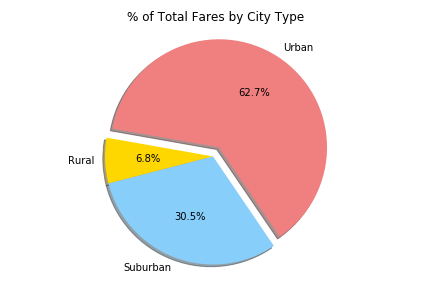 % of Total Fares by City Type
Urban
62.7%
Rural
6.8%
30.5%
Suburban